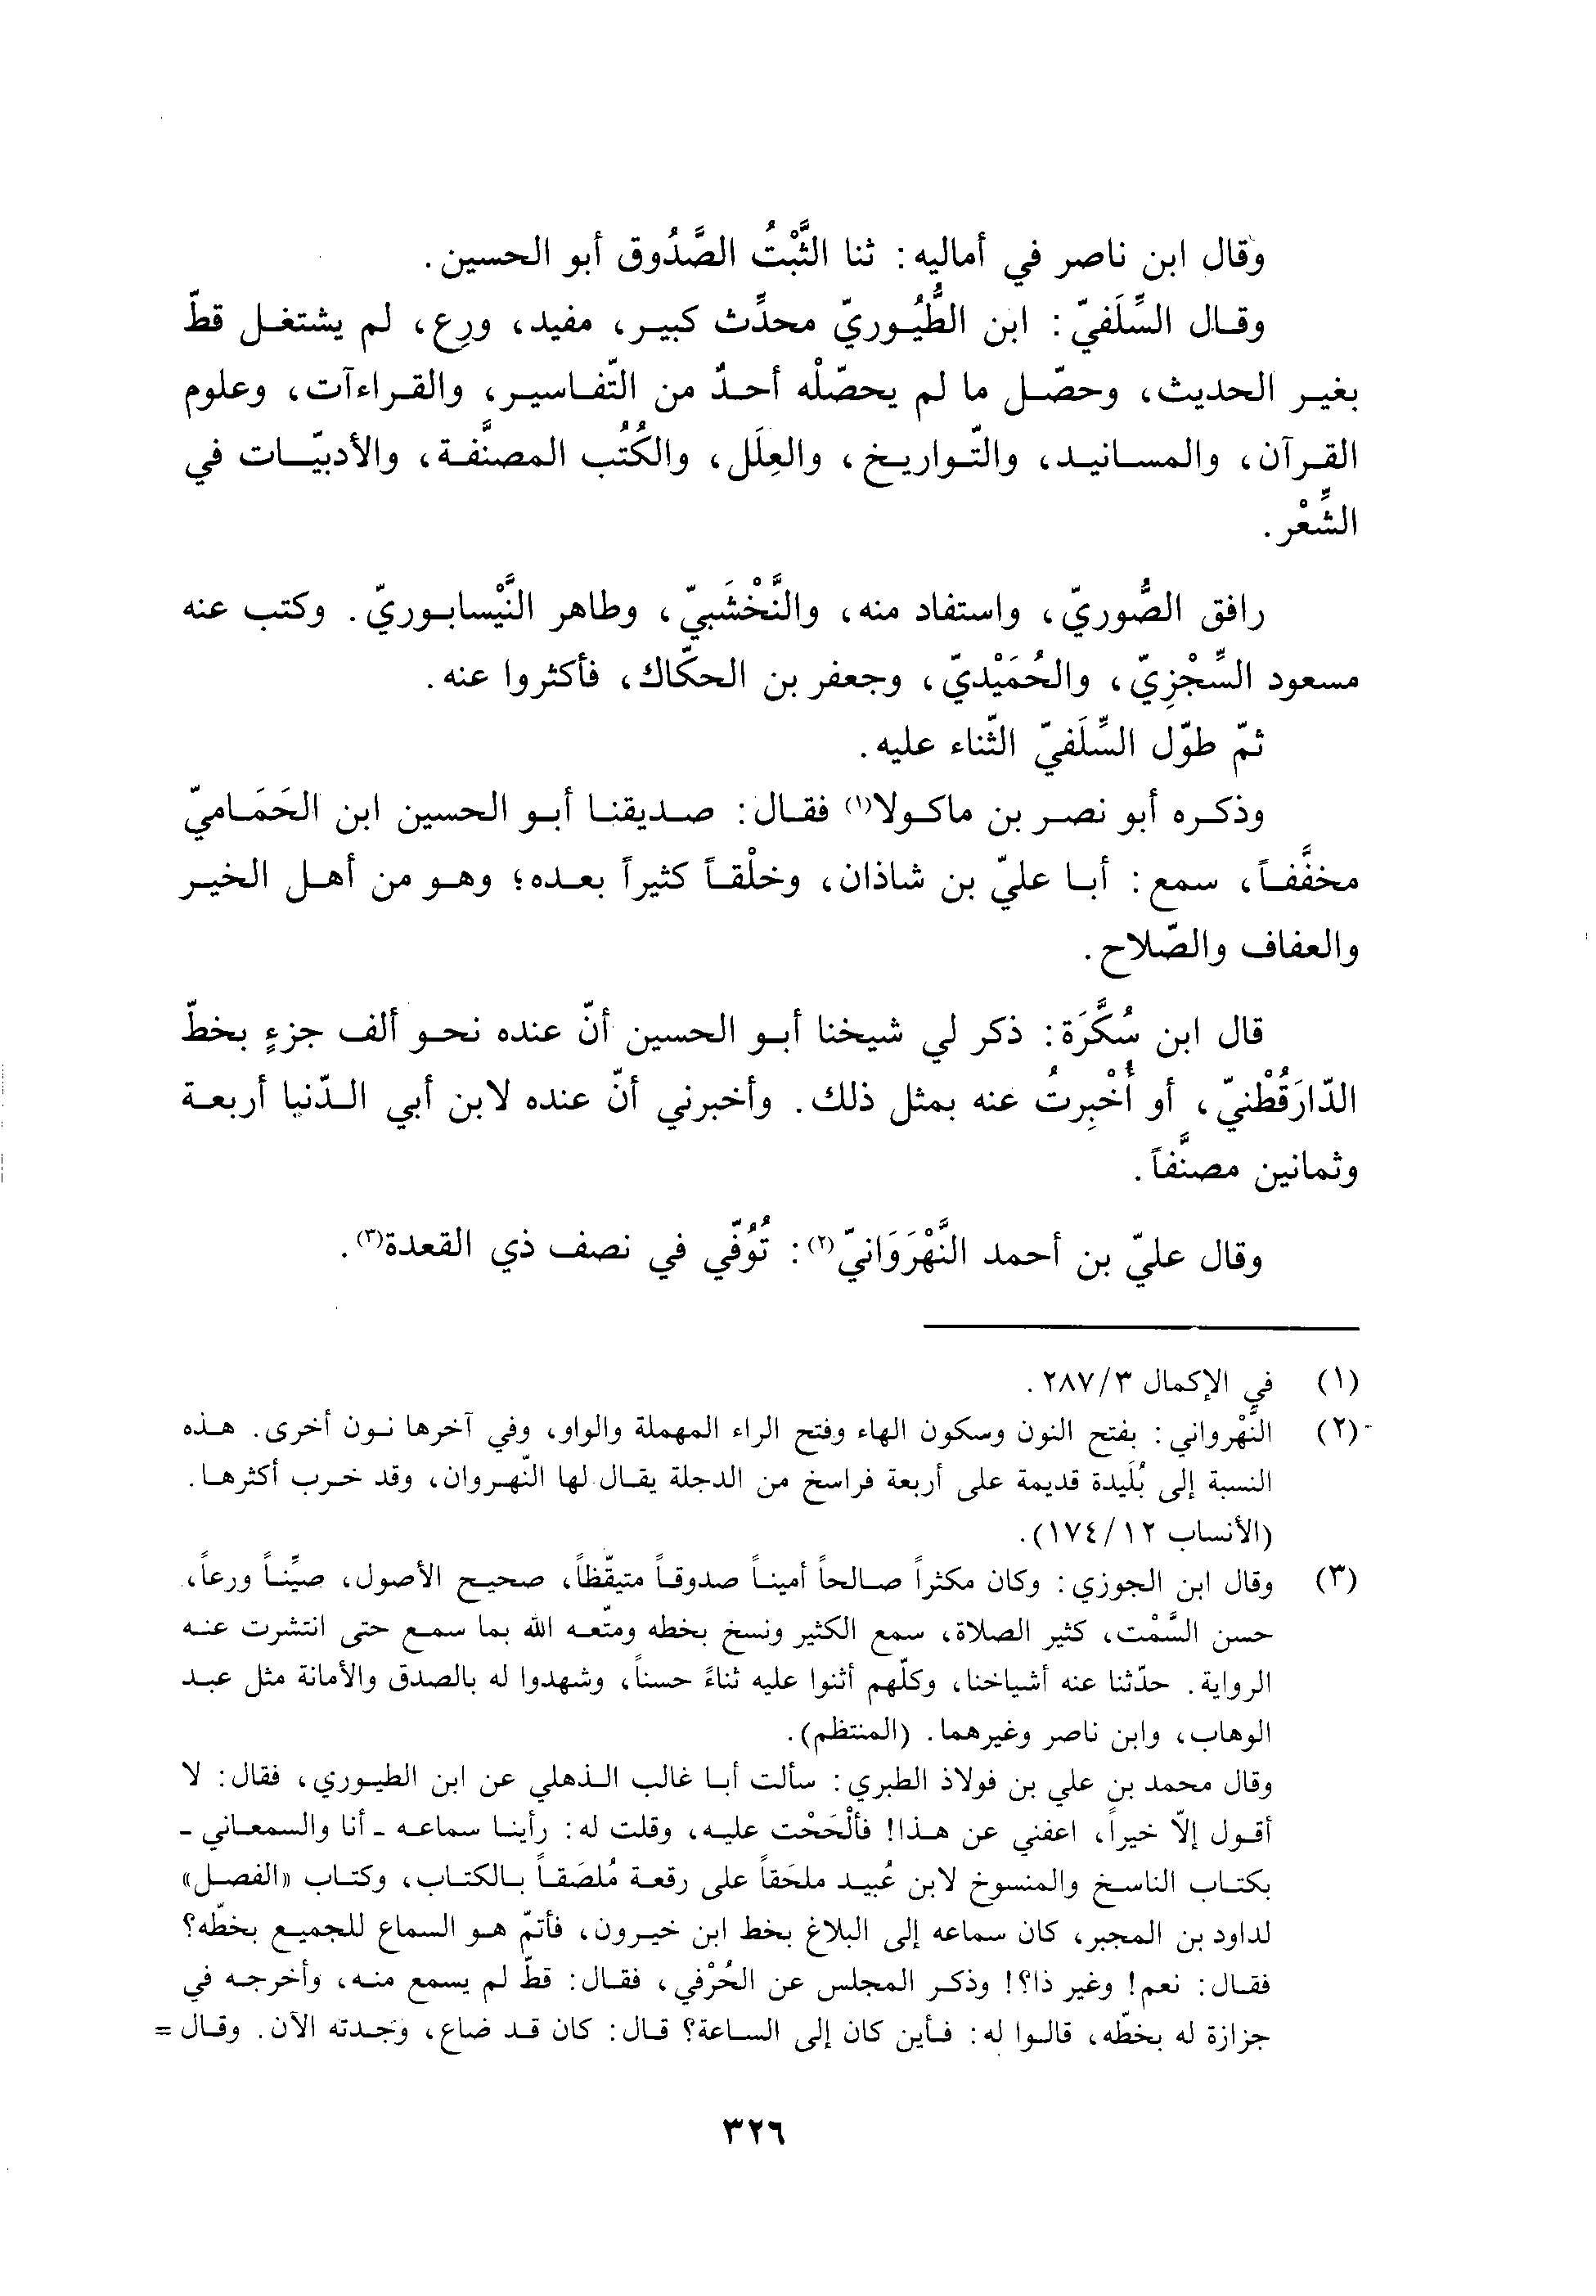 وقال ابن ناصر في أماليه: ثنا الثَّبْتُ الصَّدُوق أبو الحسين.
وقال السِّلَفيّ: ابن الطُّيُوريّ محدِّث كبير، مفيد، ورِع، لم يشتغل قطّ
بغير الحديث، وحصّل ما لم يحصّلْه أحدٌ من التّفاسير، والقراءآت، وعلوم
القرآن، والمسانيد، والتّواريخ، والعِلَل، والكُتُب المصنَّفة، والأدبيّات في
الشِّعْر.
رافق الصُّوريّ، واستفاد منه، والنَّخْشَبيّ، وطاهر النَّيْسابوريّ. وكتب عنه
مسعود السِّجْزِيّ، والحُمَيْديّ، وجعفر بن الحكّاك، فأكثروا عنه.
ثمّ طوّل السِّلَفيّ الثّناء عليه.
وذكره أبو نصر بن ماكولا(١) فقال: صديقنا أبو الحسين ابن الحَمَاميّ
مخفَّفاً، سمع: أبا عليّ بن شاذان، وخلْقاً كثيراً بعده؛ وهو من أهل الخير
والعفاف والصّلاح.
قال ابن سُكَّرَة: ذكر لي شيخنا أبو الحسين أنّ عنده نحو ألف جزءٍ بخطّ
الدّارَقُطْنيّ، أو أُخْبِرتُ عنه بمثل ذلك. وأخبرني أنّ عنده لابن أبي الدّنيا أربعة
وثمانين مصنَّفاً.
وقال عليّ بن أحمد النَّهْرَوَانيّ(٢): تُوُفّي في نصف ذي القعدة(٣).
(١) في الإكمال ٢٨٧/٣.
(٢) النَّهْرواني: بفتح النون وسكون الهاء وفتح الراء المهملة والواو، وفي آخرها نون أخرى. هذه
النسبة إلى بُلَيدة قديمة على أربعة فراسخ من الدجلة يقال لها النّهروان، وقد خرب أكثرها.
(الأنساب ١٧٤/١٢).
(٣) وقال ابن الجوزي: وكان مكثراً صالحاً أميناً صدوقاً متيقّظاً، صحيح الأصول، صيِّناً ورعاً،
حسن السَّمْت، كثير الصلاة، سمع الكثير ونسخ بخطه ومتّعه الله بما سمع حتى انتشرت عنه
الرواية. حدّثنا عنه أشياخنا، وكلّهم أثنوا عليه ثناءً حسناً، وشهدوا له بالصدق والأمانة مثل عبد
الوهاب، وابن ناصر وغيرهما. (المنتظم).
وقال محمد بن علي بن فولاذ الطبري: سألت أبا غالب الذهلي عن ابن الطيوري، فقال: لا
أقول إلّا خيراً، اعفني عن هذا! فألْحَحْت عليه، وقلت له: رأينا سماعه ـ أنا والسمعاني ـ
بكتاب الناسخ والمنسوخ لابن عُبيد ملحَقاً على رقعة مُلصَقاً بالكتاب، وكتاب «الفصل»
لداود بن المجبر، كان سماعه إلى البلاغ بخط ابن خيرون، فأتمّ هو السماع للجميع بخطّه؟
فقال: نعم! وغير ذا؟! وذكر المجلس عن الحُرْفي، فقال: قطّ لم يسمع منه، وأخرجه في
جزازة له بخطّه، قالوا له: فأين كان إلى الساعة؟ قال: كان قد ضاع، وجدته الآن. وقال =
٣٢٦